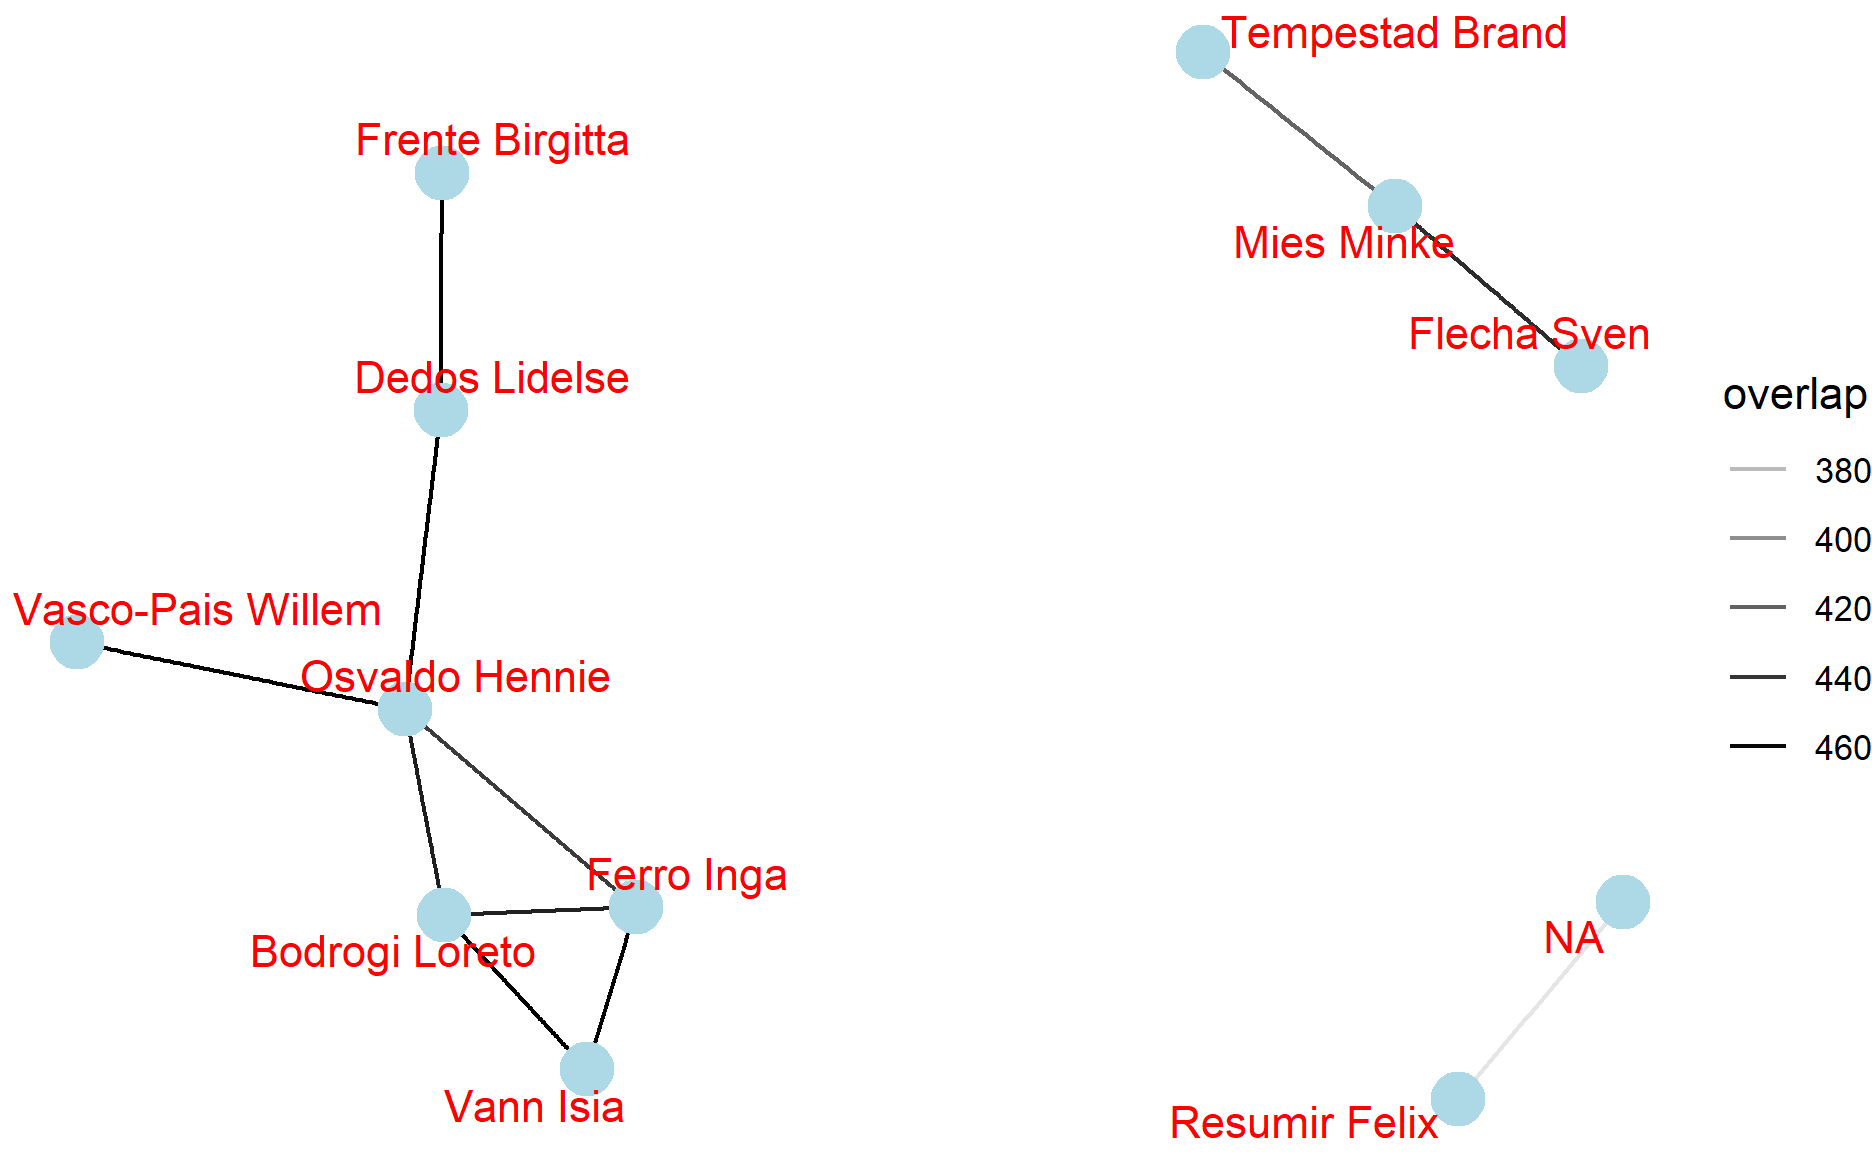 Tempestad Brand
Frente Birgitta
Mies Minke
Flecha Sven
Dedos Lidelse
Vasco-Pais Willem
Osvaldo Hennie
Ferro Inga
Bodrogi Loreto
NA
Vann Isia
Resumir Felix
overlap
380
400
420
440
460